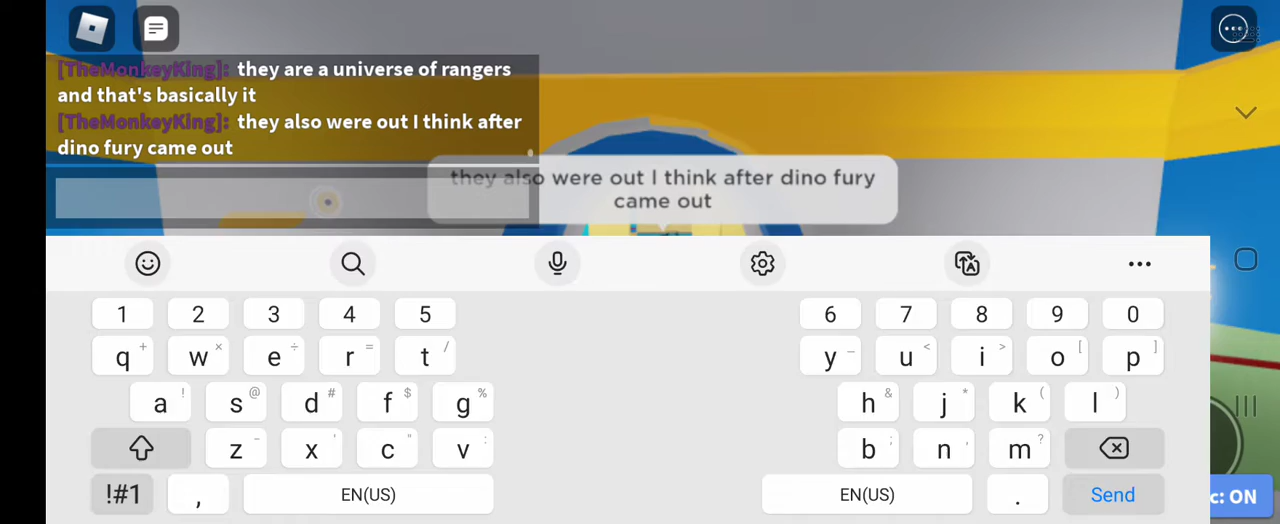 [TheMonkeyKing]: they are a universe of rangers
and that's basically it
[TheMonkeyKing]: they also were out I think after
dino fury came out
they also were out I think after dino fury
came out
1 2 3 4 5 6 7 8 9 0
q + w × e ÷ r = t / y _ u < i > o [ p ]
a ! s @ d # f $ g % h & j * k ( l )
z - x ' c " v : b ; n , m ?
!#1 , EN(US) EN(US) . Send
c: ON